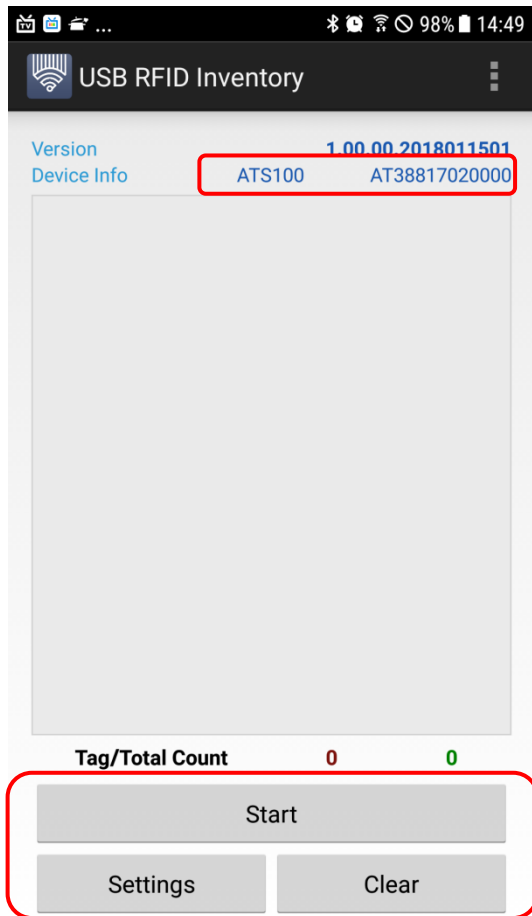 ... 98% 14:49
USB RFID Inventory
Version 1.00.00.2018011501
Device Info ATS100 AT38817020000
Tag/Total Count 0 0
Start
Settings Clear